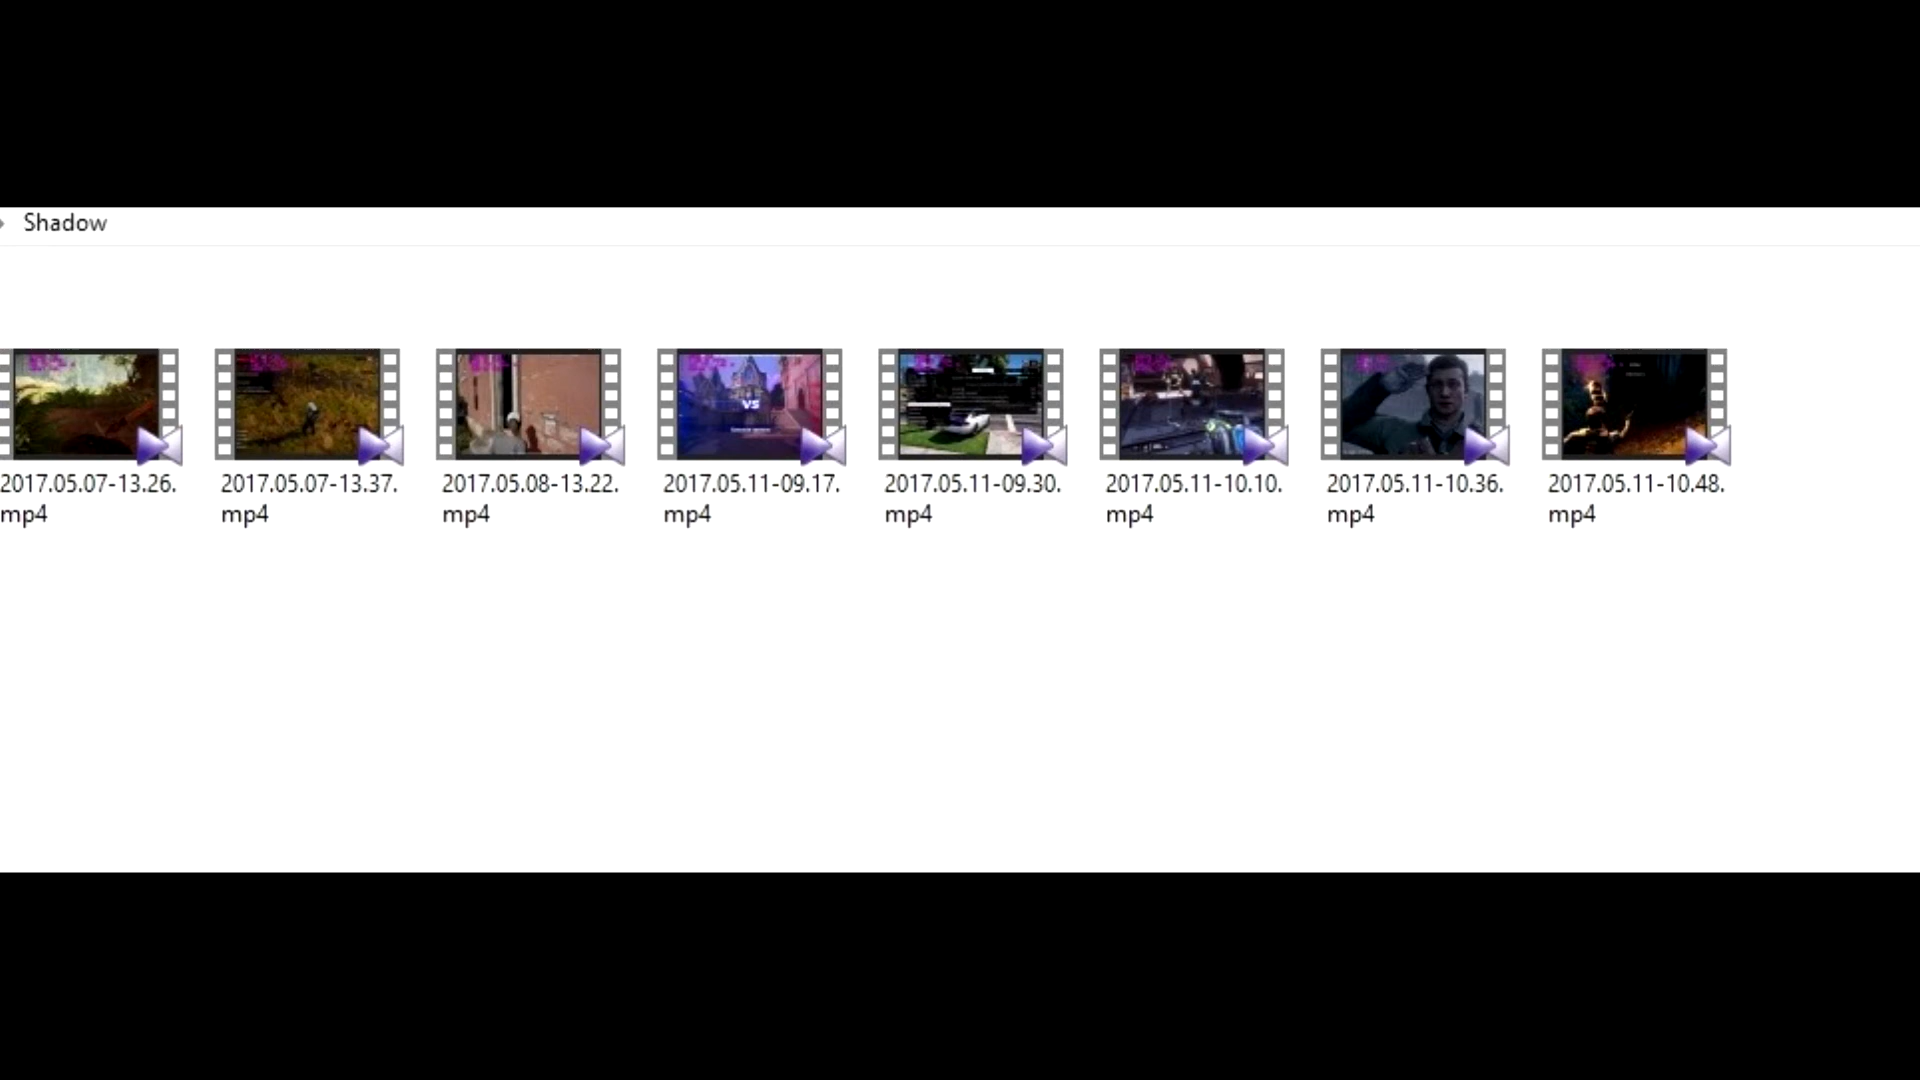 Shadow
2017.05.07-13.26.
mp4
2017.05.07-13.37.
mp4
2017.05.08-13.22.
mp4
2017.05.11-09.17.
mp4
2017.05.11-09.30.
mp4
2017.05.11-10.10.
mp4
2017.05.11-10.36.
mp4
2017.05.11-10.48.
mp4
VS